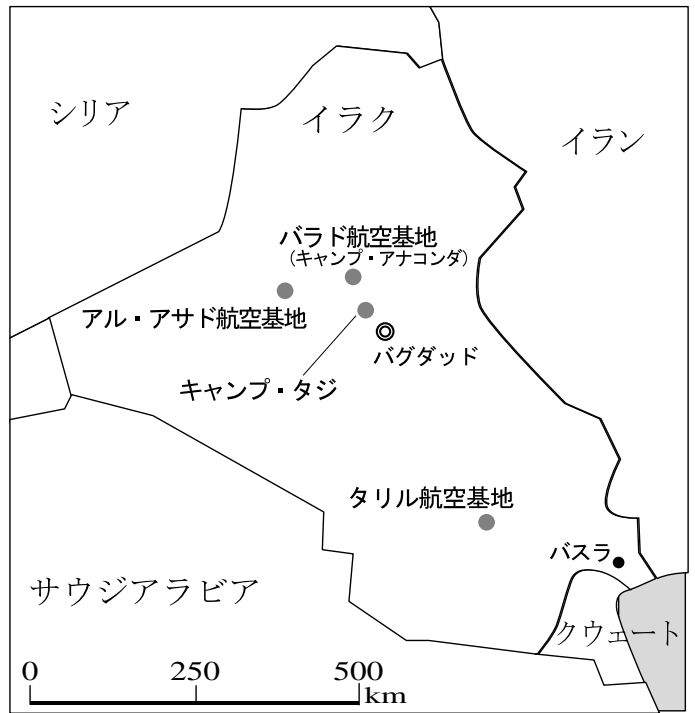 シリア
イラク
イラン
バラド航空基地
(キャンプ・アナコンダ)
アル・アサド航空基地
バグダッド
キャンプ・タジ
タリル航空基地
バスラ
サウジアラビア
クウェート
0 250 500
km